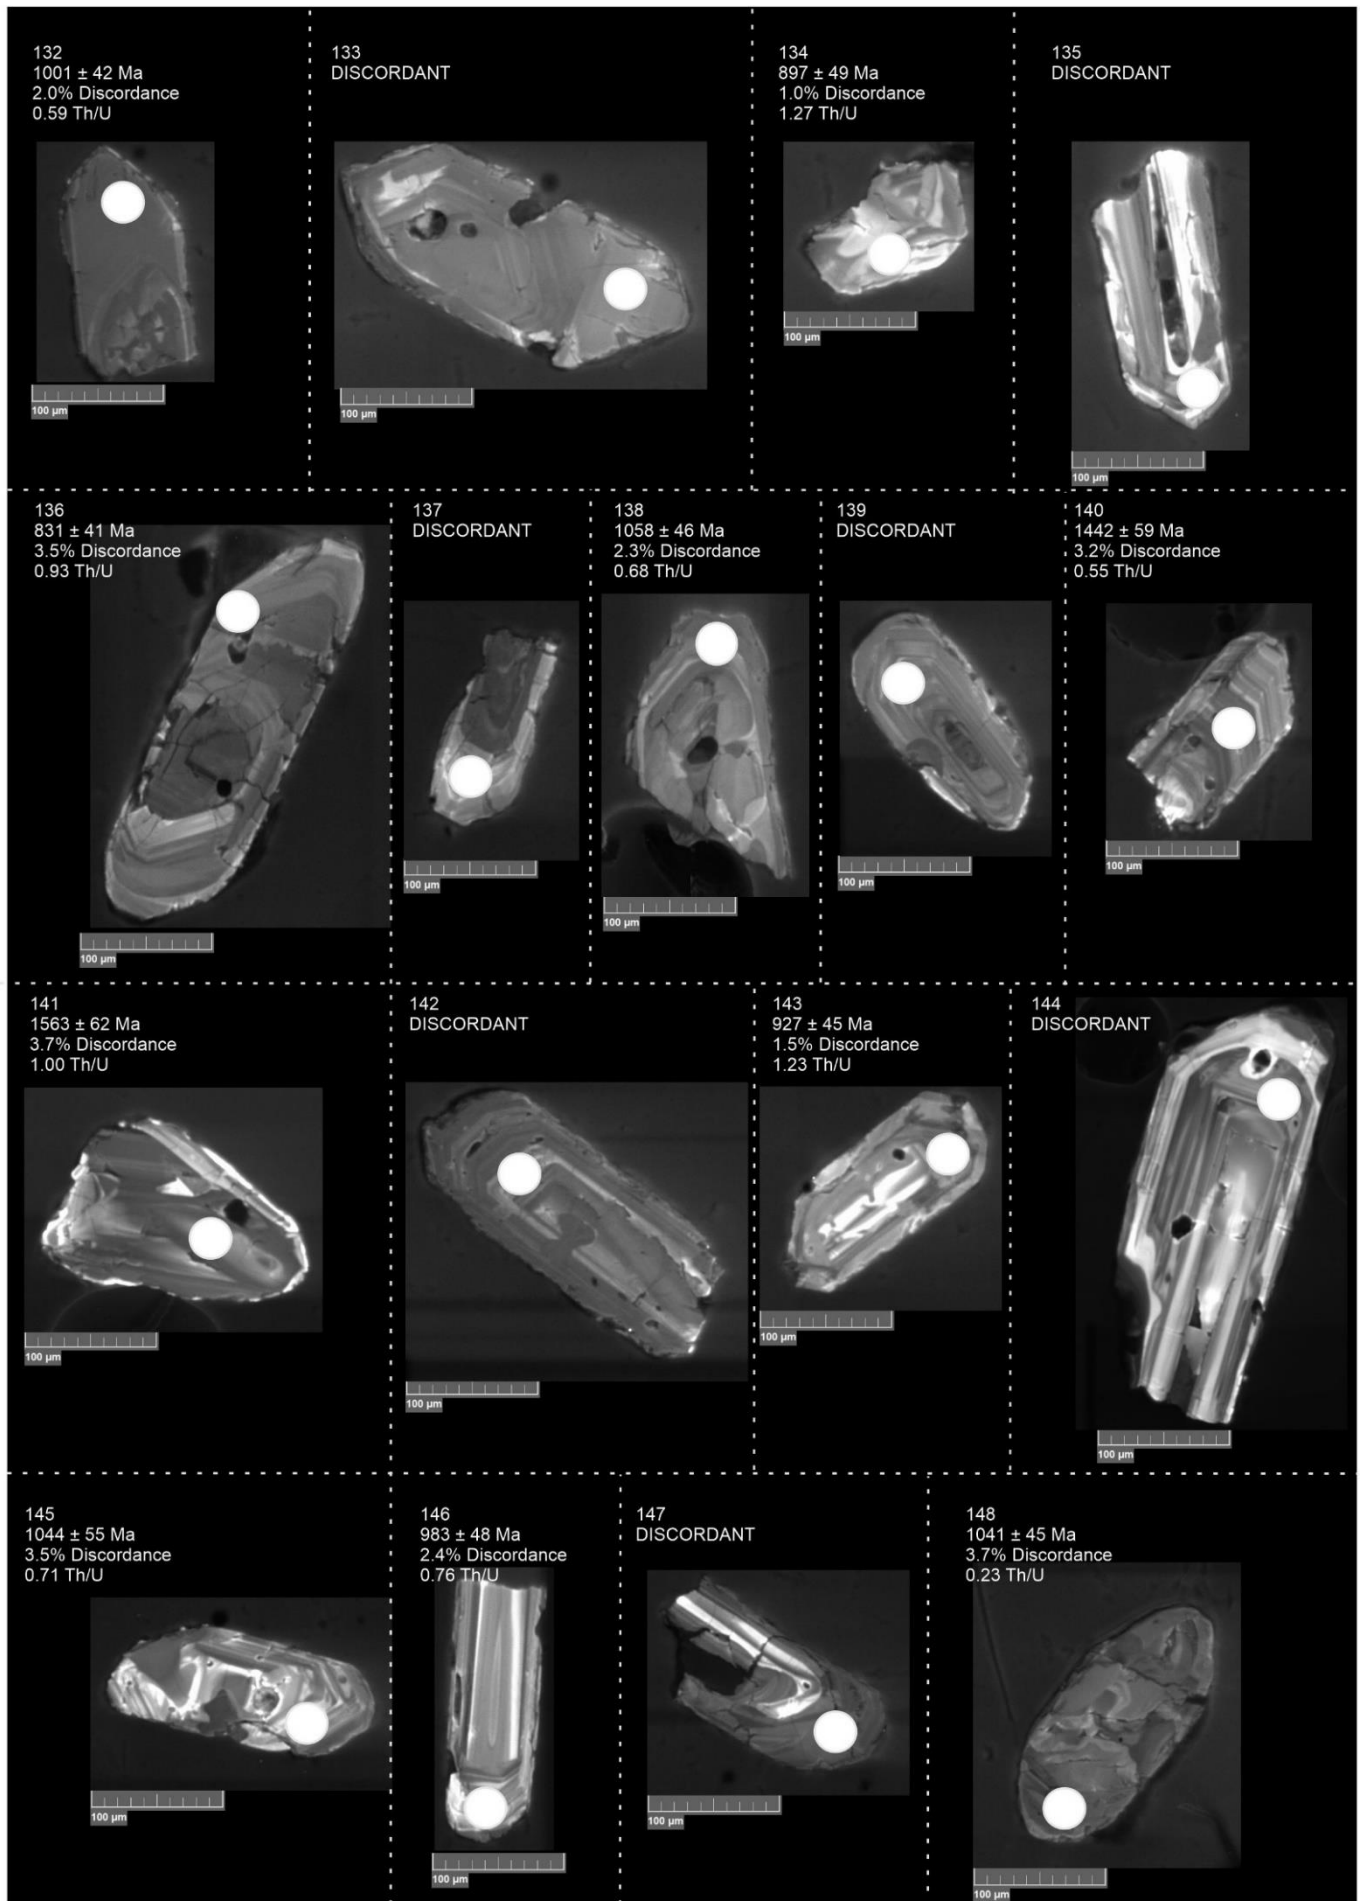 132
1001 ± 42 Ma
2.0% Discordance
0.59 Th/U
100 µm
133
DISCORDANT
100 µm
134
897 ± 49 Ma
1.0% Discordance
1.27 Th/U
100 µm
135
DISCORDANT
100 µm
136
831 ± 41 Ma
3.5% Discordance
0.93 Th/U
100 µm
137
DISCORDANT
100 µm
138
1058 ± 46 Ma
2.3% Discordance
0.68 Th/U
100 µm
139
DISCORDANT
100 µm
140
1442 ± 59 Ma
3.2% Discordance
0.55 Th/U
100 µm
141
1563 ± 62 Ma
3.7% Discordance
1.00 Th/U
100 µm
142
DISCORDANT
100 µm
143
927 ± 45 Ma
1.5% Discordance
1.23 Th/U
100 µm
144
DISCORDANT
100 µm
145
1044 ± 55 Ma
3.5% Discordance
0.71 Th/U
100 µm
146
983 ± 48 Ma
2.4% Discordance
0.76 Th/U
100 µm
147
DISCORDANT
100 µm
148
1041 ± 45 Ma
3.7% Discordance
0.23 Th/U
100 µm